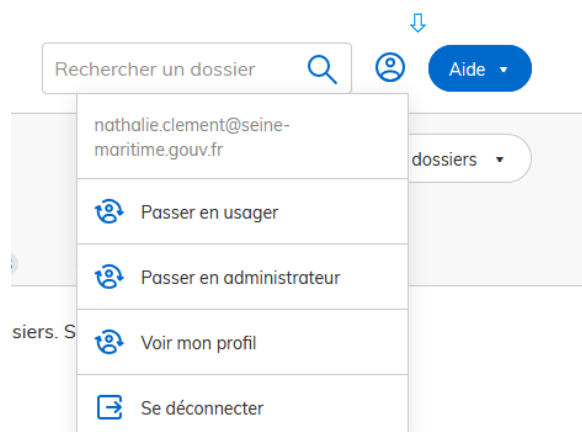 Rechercher un dossier
Aide
nathalie.clement@seine-
maritime.gouv.fr
dossiers
Passer en usager
Passer en administrateur
siers. S
Voir mon profil
Se déconnecter